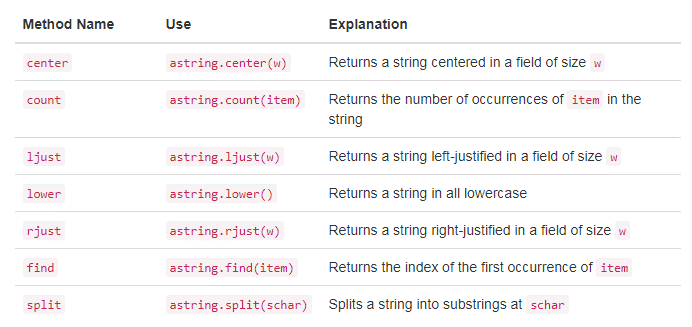 Method Name Use Explanation
center astring.center(w) Returns a string centered in a field of size w
count astring.count(item) Returns the number of occurrences of item in the
string
ljust astring.ljust(w) Returns a string left-justified in a field of size w
lower astring.lower() Returns a string in all lowercase
rjust astring.rjust(w) Returns a string right-justified in a field of size w
find astring.find(item) Returns the index of the first occurrence of item
split astring.split(schar) Splits a string into substrings at schar